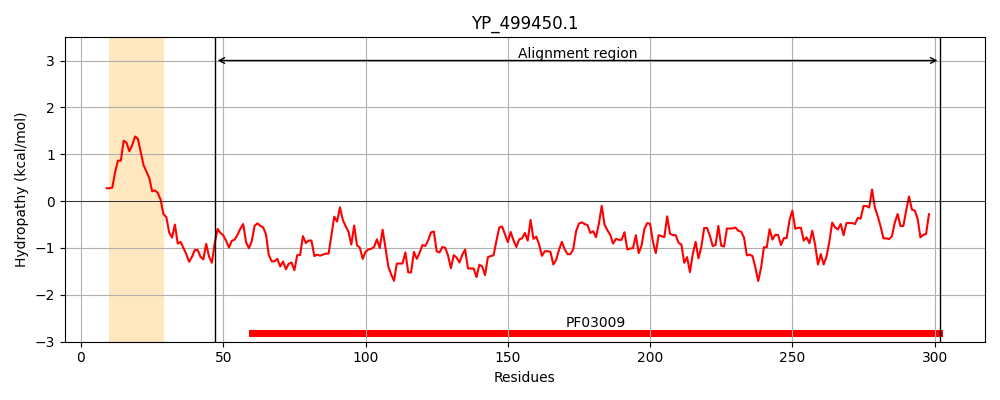 YP_499450.1
Hydropathy (kcal/mol)
3
2
1
0
−1
−2
−3
Alignment region
PF03009
0 50 100 150 200 250 300
Residues